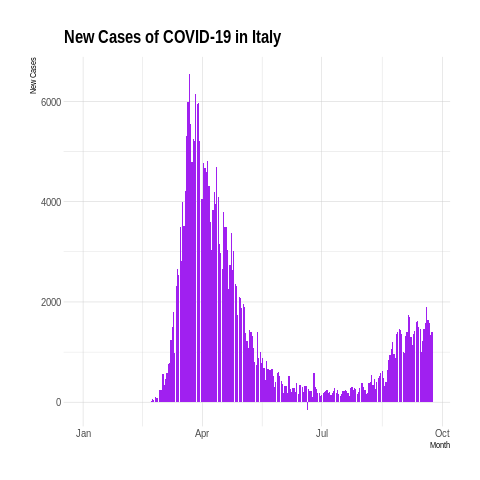 New Cases of COVID-19 in Italy
New Cases
6000
4000
2000
0
Jan Apr Jul Oct
Month